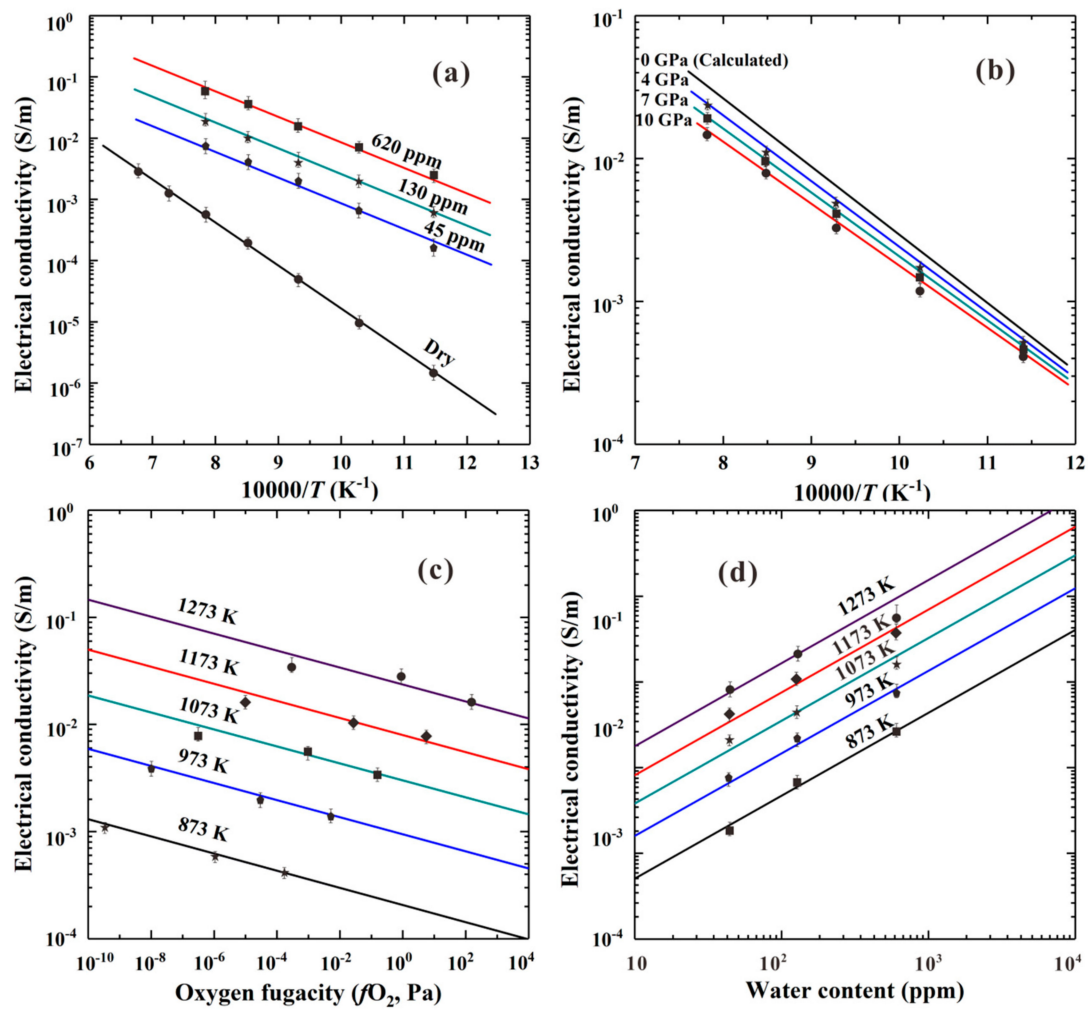 10⁰
10⁻¹
10⁻²
10⁻³
10⁻⁴
10⁻⁵
10⁻⁶
10⁻⁷
Electrical conductivity (S/m)
(a)
620 ppm
130 ppm
45 ppm
Dry
6 7 8 9 10 11 12 13
10000/T (K⁻¹)
10⁻¹
10⁻²
10⁻³
10⁻⁴
Electrical conductivity (S/m)
(b)
0 GPa (Calculated)
4 GPa
7 GPa
10 GPa
7 8 9 10 11 12
10000/T (K⁻¹)
10⁰
10⁻¹
10⁻²
10⁻³
10⁻⁴
Electrical conductivity (S/m)
(c)
1273 K
1173 K
1073 K
973 K
873 K
10⁻¹⁰ 10⁻⁸ 10⁻⁶ 10⁻⁴ 10⁻² 10⁰ 10² 10⁴
Oxygen fugacity (fO₂, Pa)
10⁰
10⁻¹
10⁻²
10⁻³
10⁻⁴
Electrical conductivity (S/m)
(d)
1273 K
1173 K
1073 K
973 K
873 K
10 10² 10³ 10⁴
Water content (ppm)